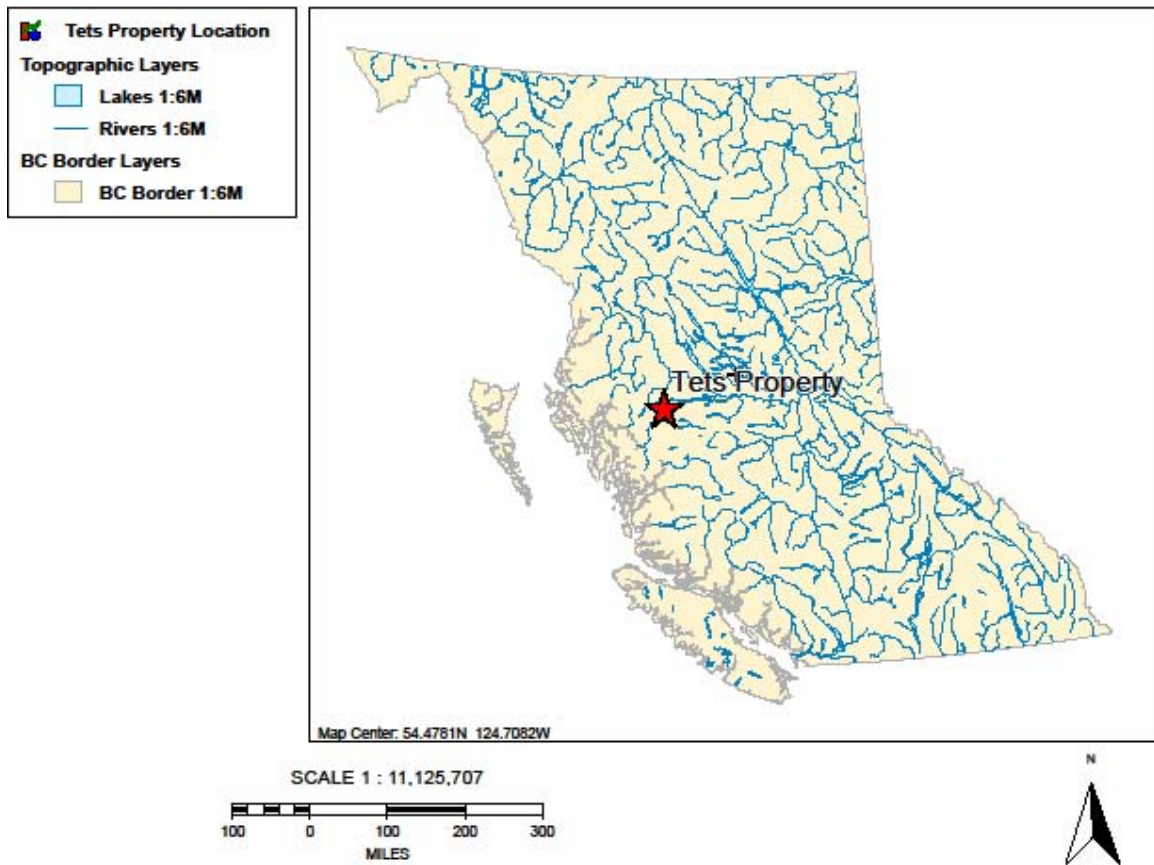 Tets Property Location
Topographic Layers
Lakes 1:6M
Rivers 1:6M
BC Border Layers
BC Border 1:6M
Tets Property
Map Center: 54.4781N 124.7082W
SCALE 1 : 11,125,707
100 0 100 200 300
MILES
N